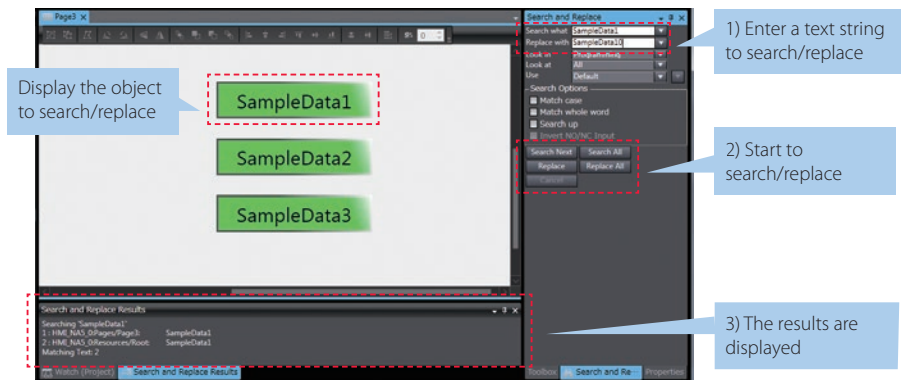 Page3 x
0
Display the object
to search/replace
SampleData1
SampleData2
SampleData3
Search and Replace
Search what SampleData1
Replace with SampleData10
Look in
Look at All
Use Default
Search Options
Match case
Match whole word
Search up
Invert NO/NC Input
Search Next Search All
Replace Replace All
Cancel
1) Enter a text string
to search/replace
2) Start to
search/replace
3) The results are
displayed
Search and Replace Results
Searching 'SampleData1'
1 : HMI_NA5_0\Pages/Page3: SampleData1
2 : HMI_NA5_0\Resources/Root: SampleData1
Matching Text: 2
Watch (Project) Search and Replace Results
Toolbox Search and Re··· Properties